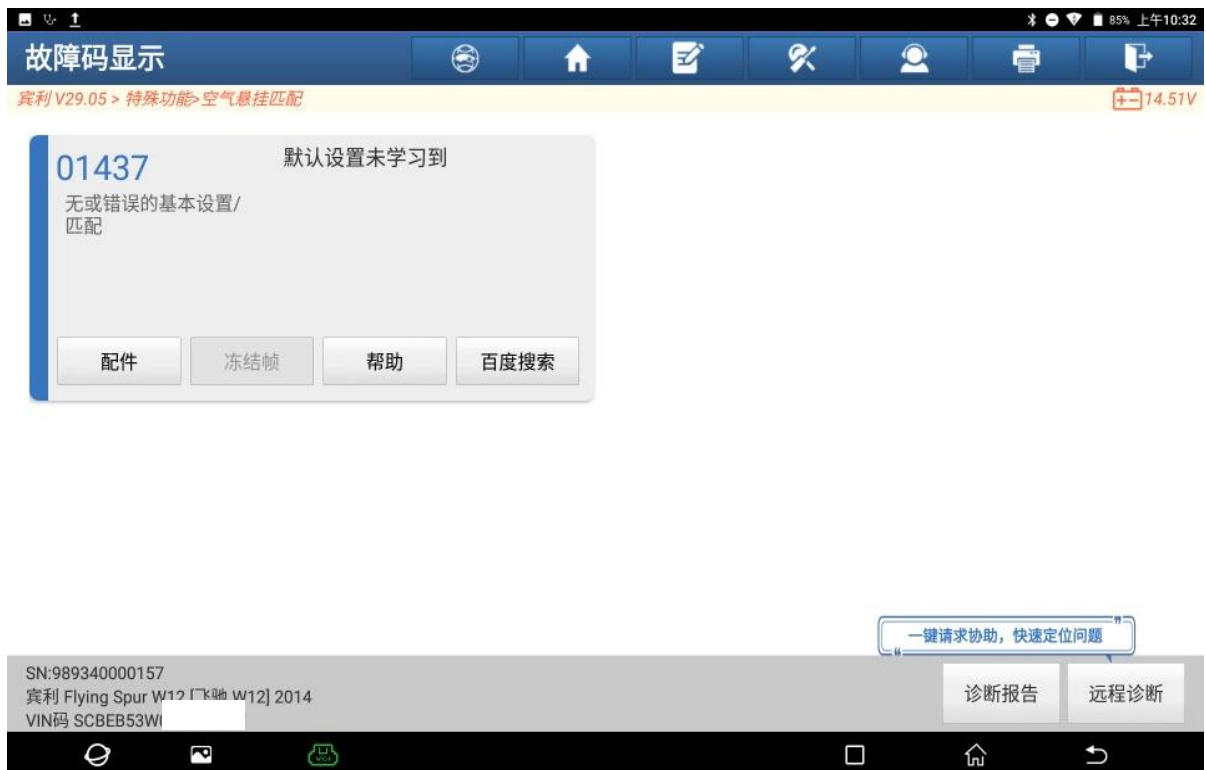 85% 上午10:32
故障码显示
宾利 V29.05 > 特殊功能>空气悬挂匹配
14.51V
01437
默认设置未学习到
无或错误的基本设置/
匹配
配件
冻结帧
帮助
百度搜索
一键请求协助，快速定位问题
SN:989340000157
宾利 Flying Spur W12 [飞驰 W12] 2014
VIN码 SCBEB53W
诊断报告
远程诊断
VCI